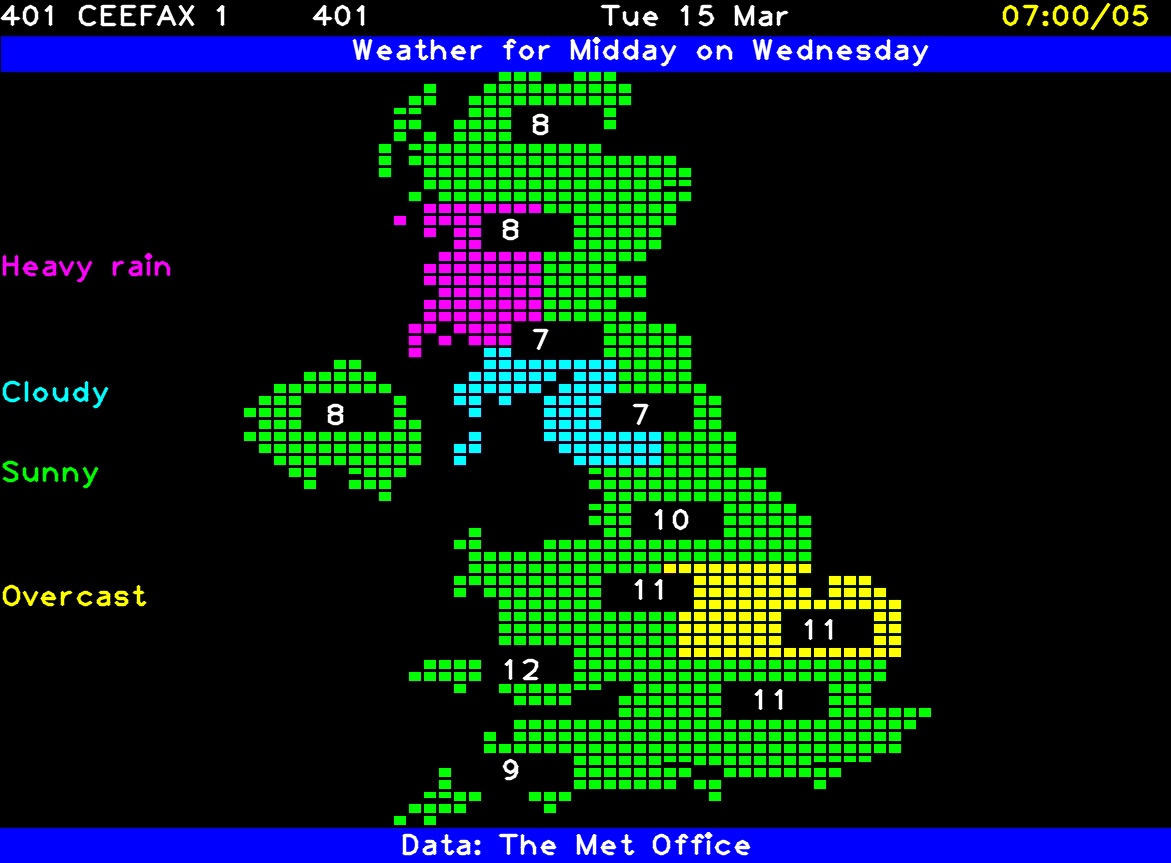 401 CEEFAX 1 401 Tue 15 Mar 07:00/05
Weather for Midday on Wednesday
8
8
Heavy rain
7
Cloudy
8
7
Sunny
10
11
Overcast
11
12
11
9
Data: The Met Office